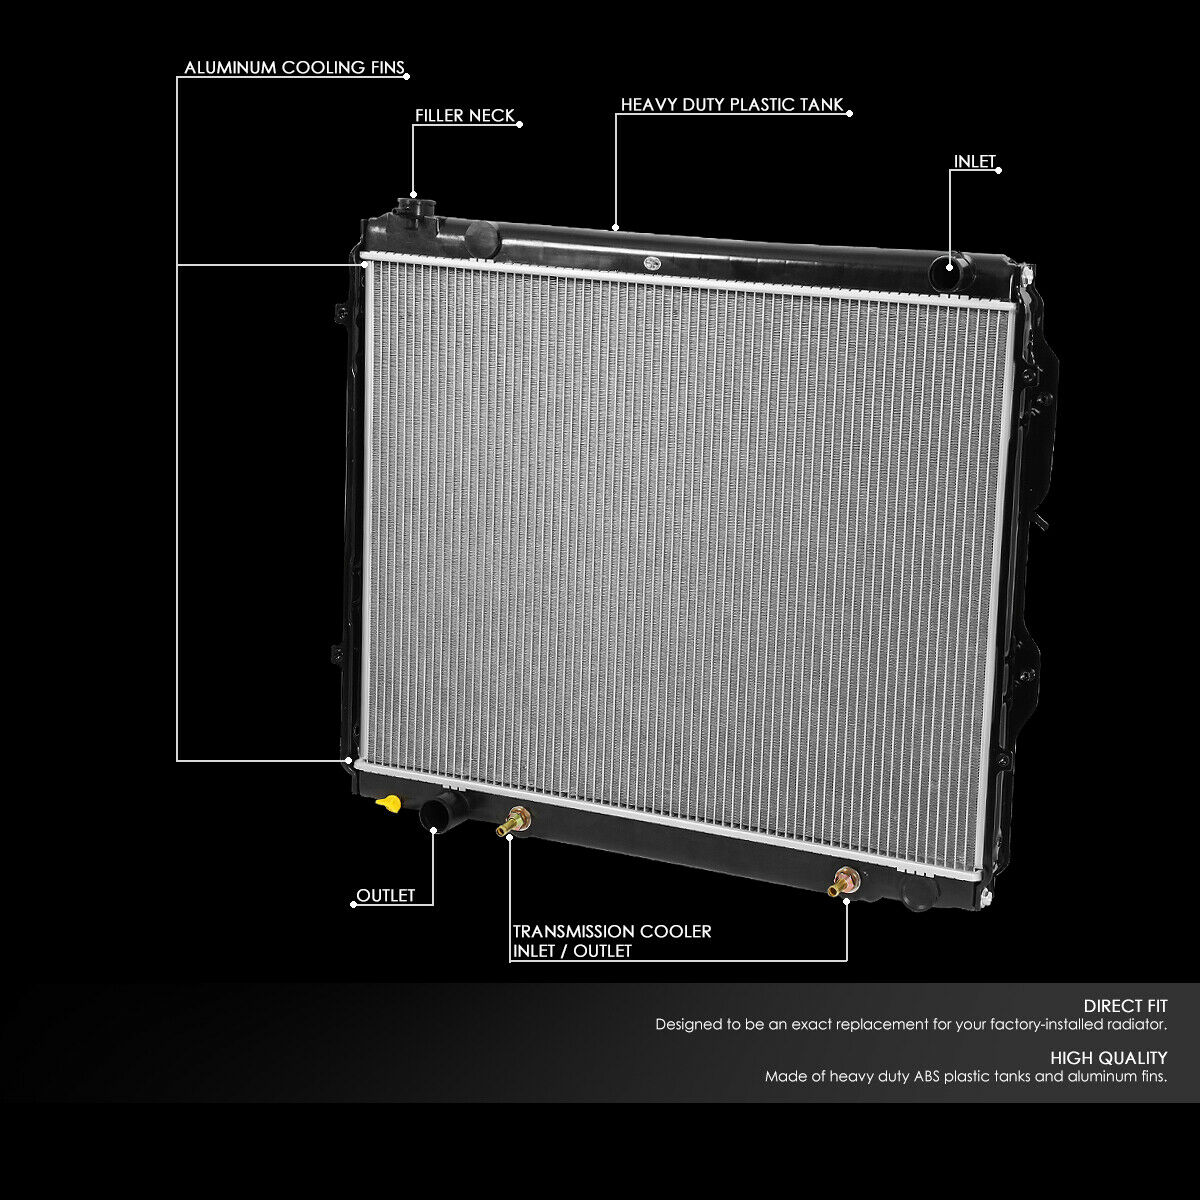 ALUMINUM COOLING FINS
FILLER NECK
HEAVY DUTY PLASTIC TANK
INLET
OUTLET
TRANSMISSION COOLER
INLET / OUTLET
DIRECT FIT
Designed to be an exact replacement for your factory-installed radiator.
HIGH QUALITY
Made of heavy duty ABS plastic tanks and aluminum fins.